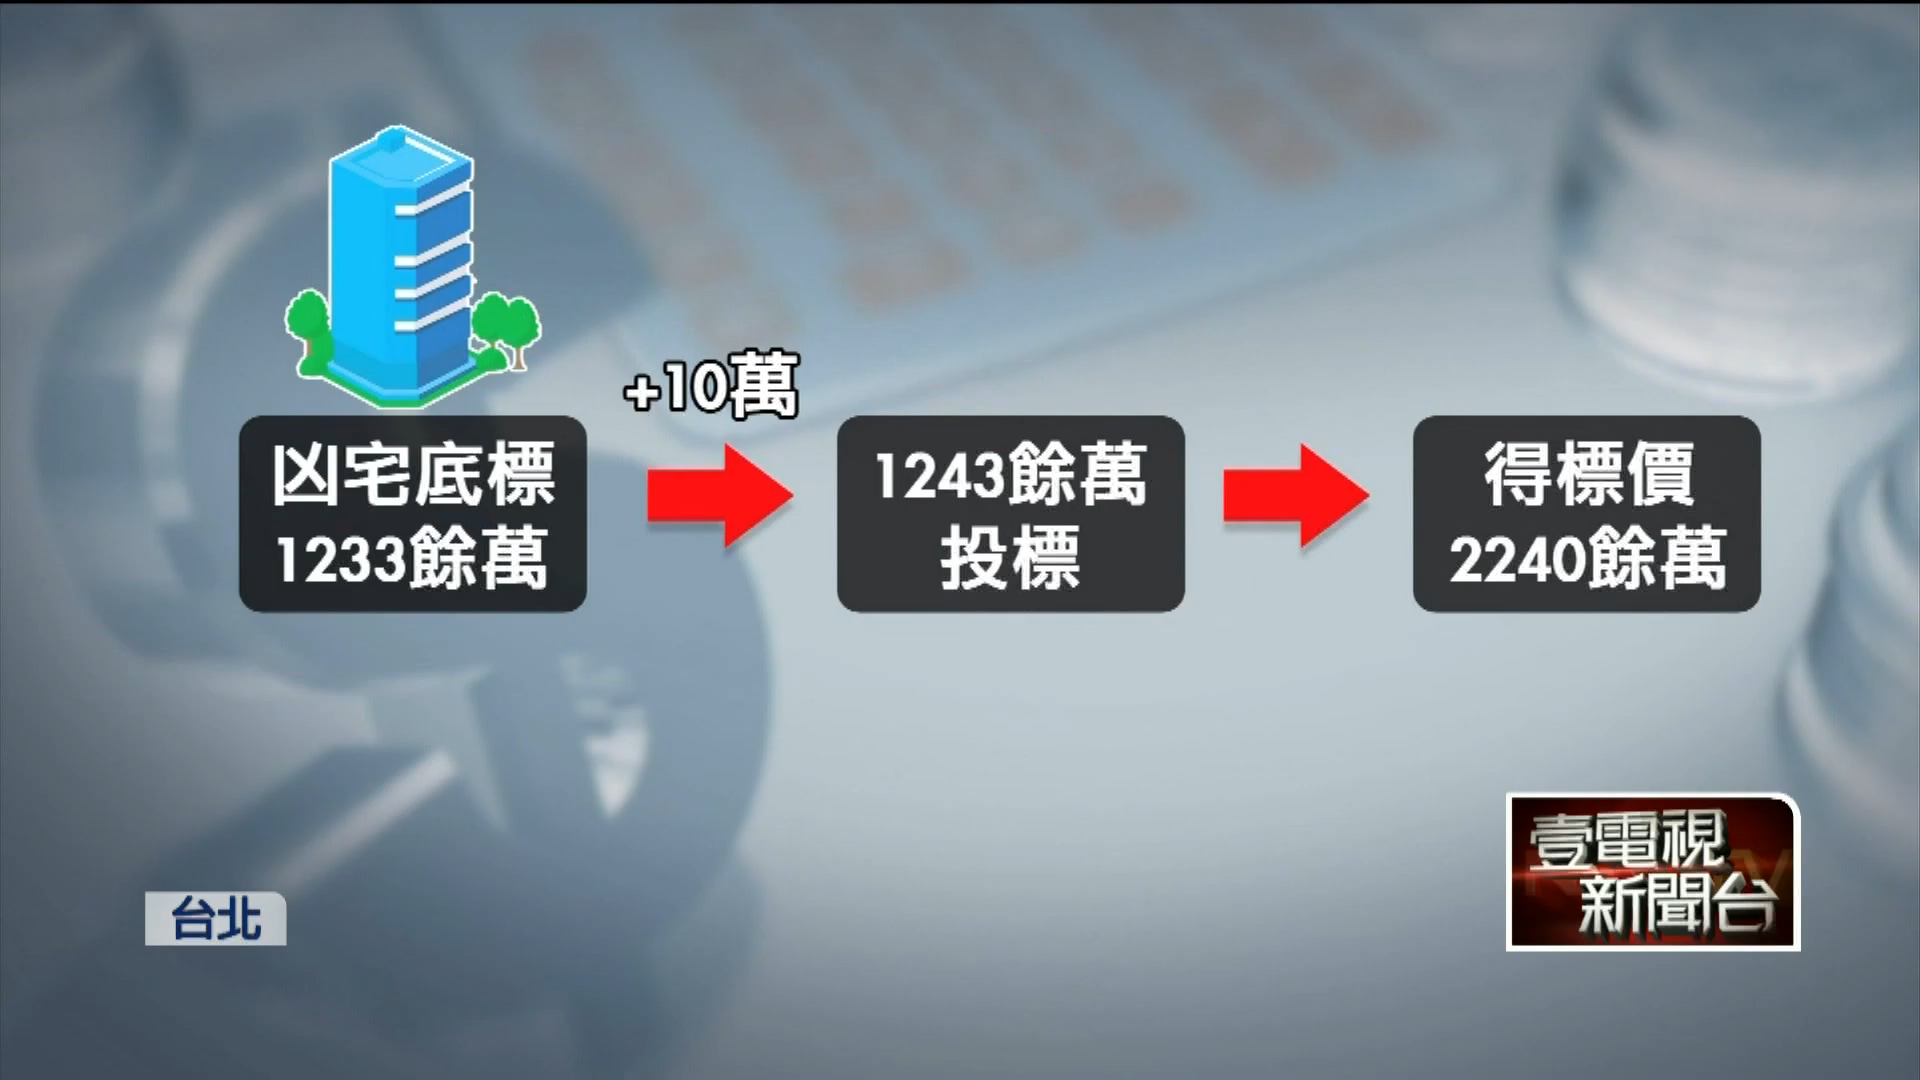 +10萬
凶宅底標
1233餘萬
1243餘萬
投標
得標價
2240餘萬
台北
壹電視
新聞台